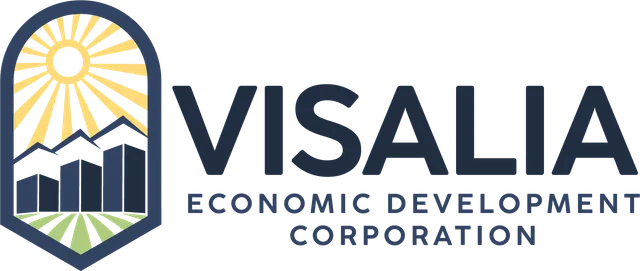 VISALIA
ECONOMIC DEVELOPMENT
CORPORATION